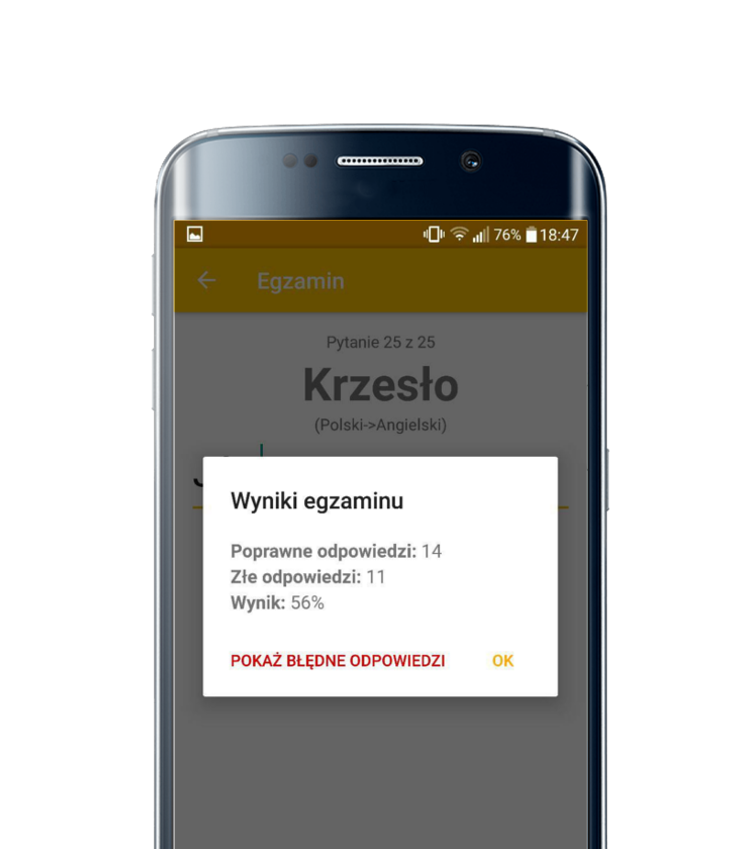 76% 18:47
Egzamin
Pytanie 25 z 25
Krzesło
(Polski->Angielski)
Wyniki egzaminu
Poprawne odpowiedzi: 14
Złe odpowiedzi: 11
Wynik: 56%
POKAŻ BŁĘDNE ODPOWIEDZI OK